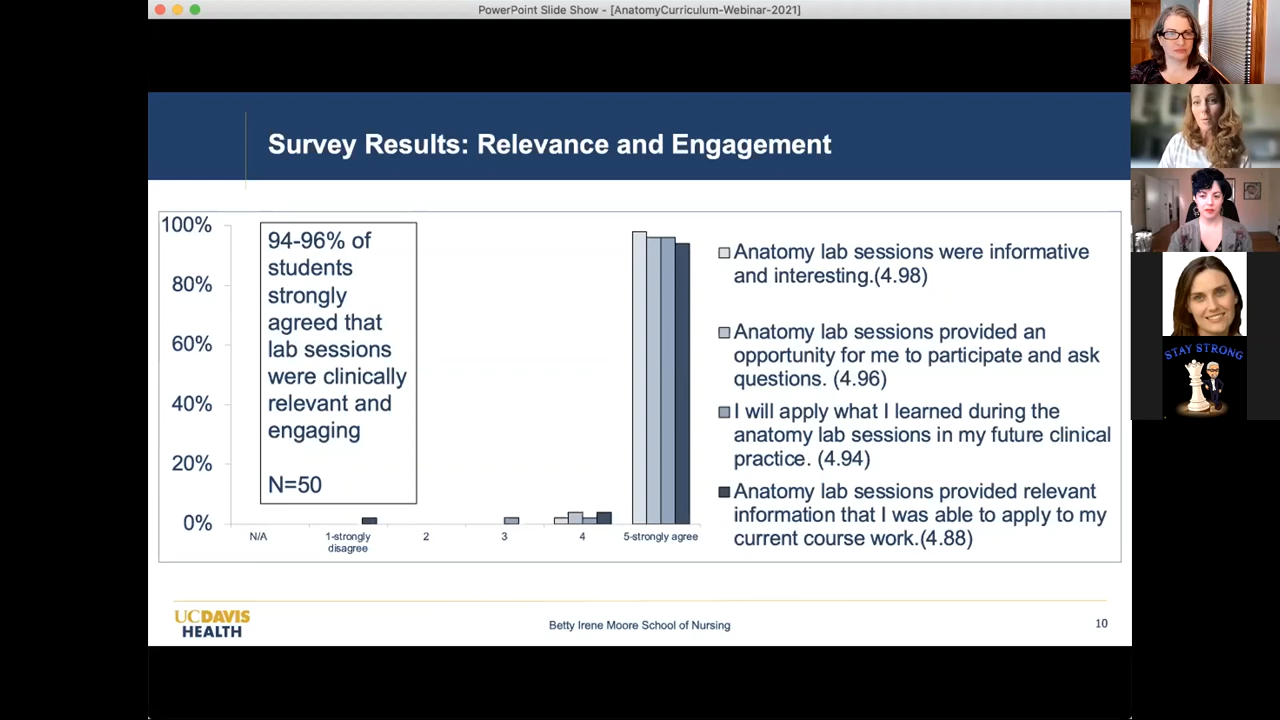 PowerPoint Slide Show - [AnatomyCurriculum-Webinar-2021]
Survey Results: Relevance and Engagement
100%
80%
60%
40%
20%
0%
94-96% of
students
strongly
agreed that
lab sessions
were clinically
relevant and
engaging
N=50
N/A
1-strongly
disagree
2
3
4
5-strongly agree
Anatomy lab sessions were informative
and interesting.(4.98)
Anatomy lab sessions provided an
opportunity for me to participate and ask
questions. (4.96)
I will apply what I learned during the
anatomy lab sessions in my future clinical
practice. (4.94)
Anatomy lab sessions provided relevant
information that I was able to apply to my
current course work.(4.88)
UCDAVIS
HEALTH
Betty Irene Moore School of Nursing
10
STAY STRONG